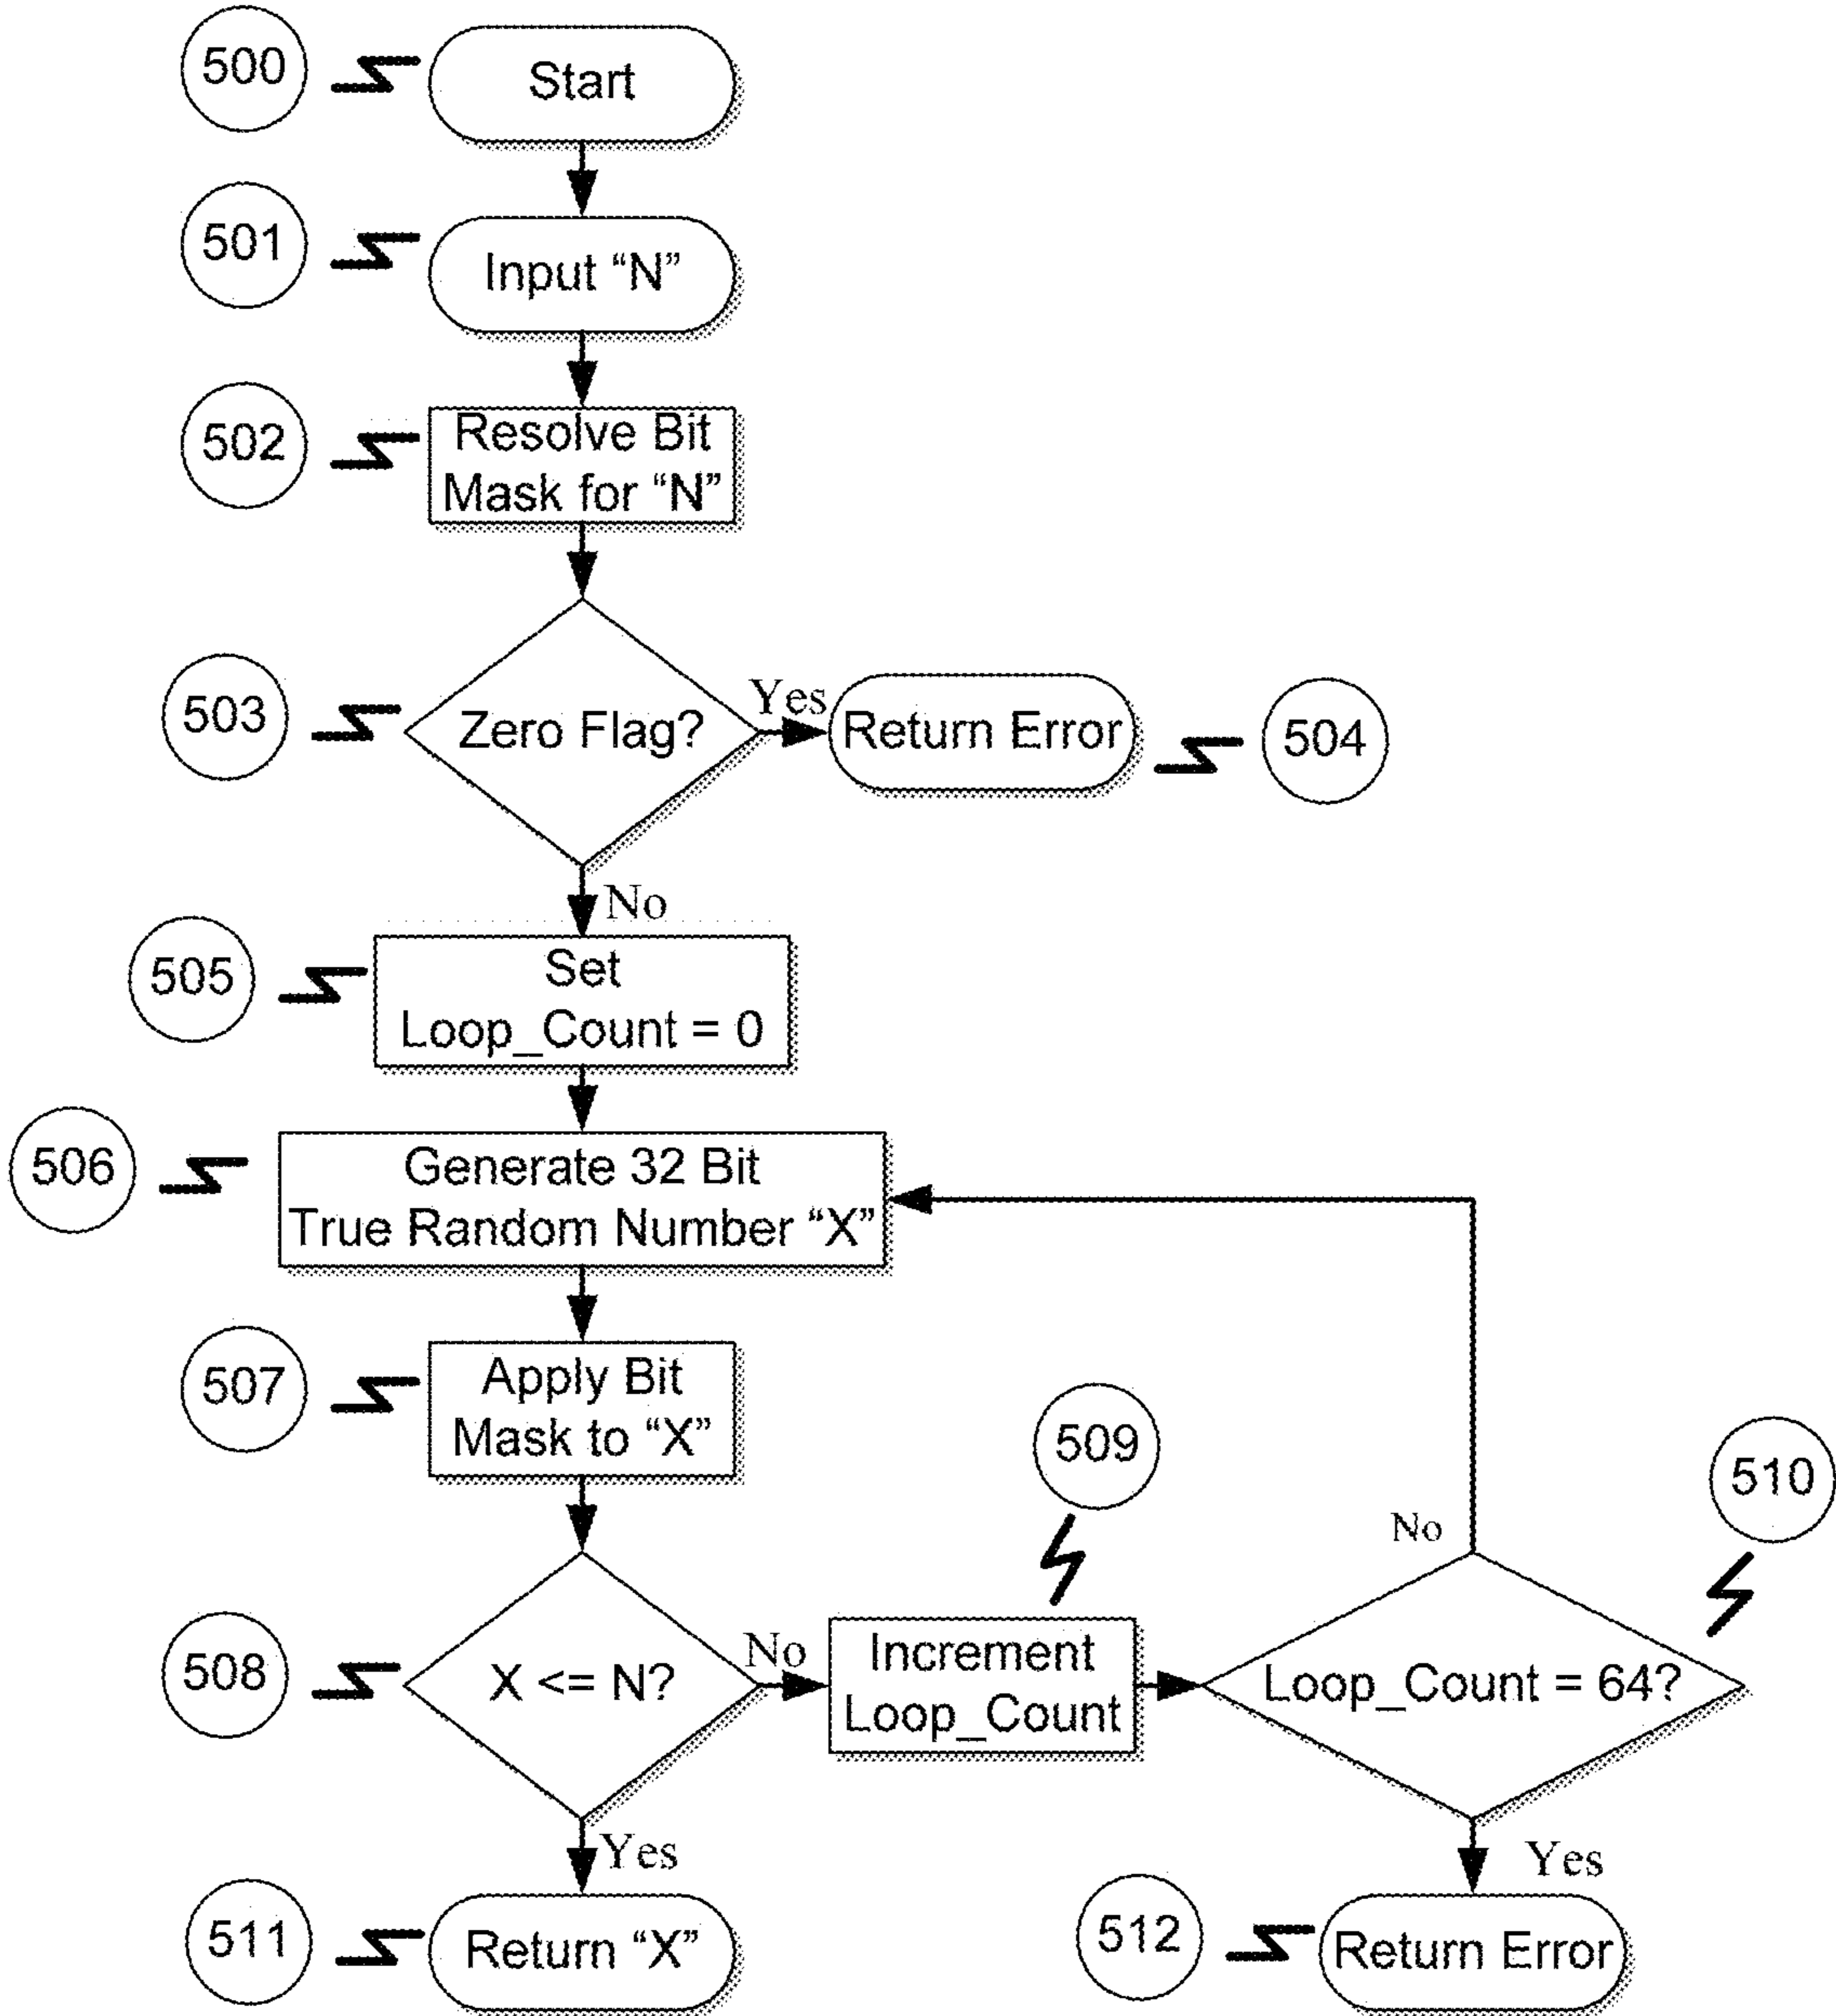 500
Start
501
Input “N”
502
Resolve Bit
Mask for “N”
503
Zero Flag?
Yes
Return Error
504
No
505
Set
Loop_Count = 0
506
Generate 32 Bit
True Random Number “X”
507
Apply Bit
Mask to “X”
508
X <= N?
No
509
Increment
Loop_Count
510
No
Loop_Count = 64?
Yes
511
Return “X”
Yes
512
Return Error